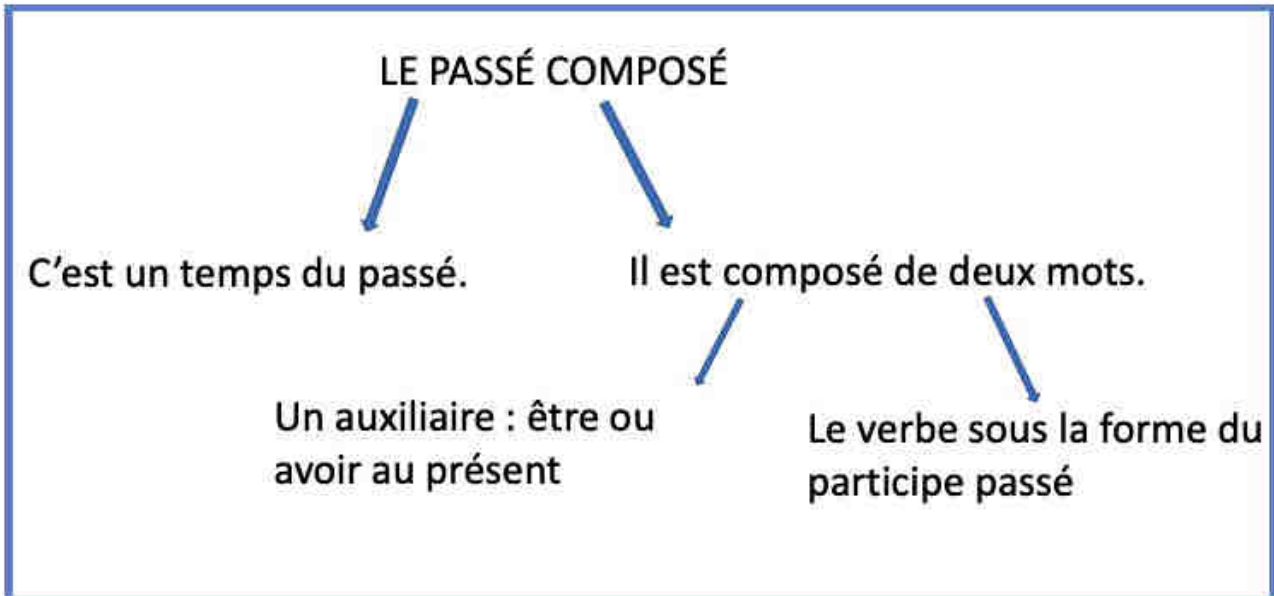 LE PASSÉ COMPOSÉ
C’est un temps du passé.
Il est composé de deux mots.
Un auxiliaire : être ou
avoir au présent
Le verbe sous la forme du
participe passé